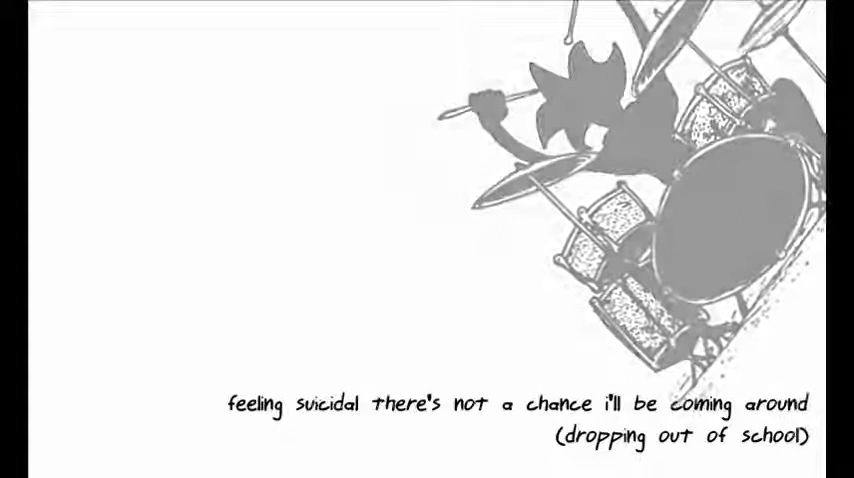 feeling suicidal there's not a chance i'll be coming around
(dropping out of school)